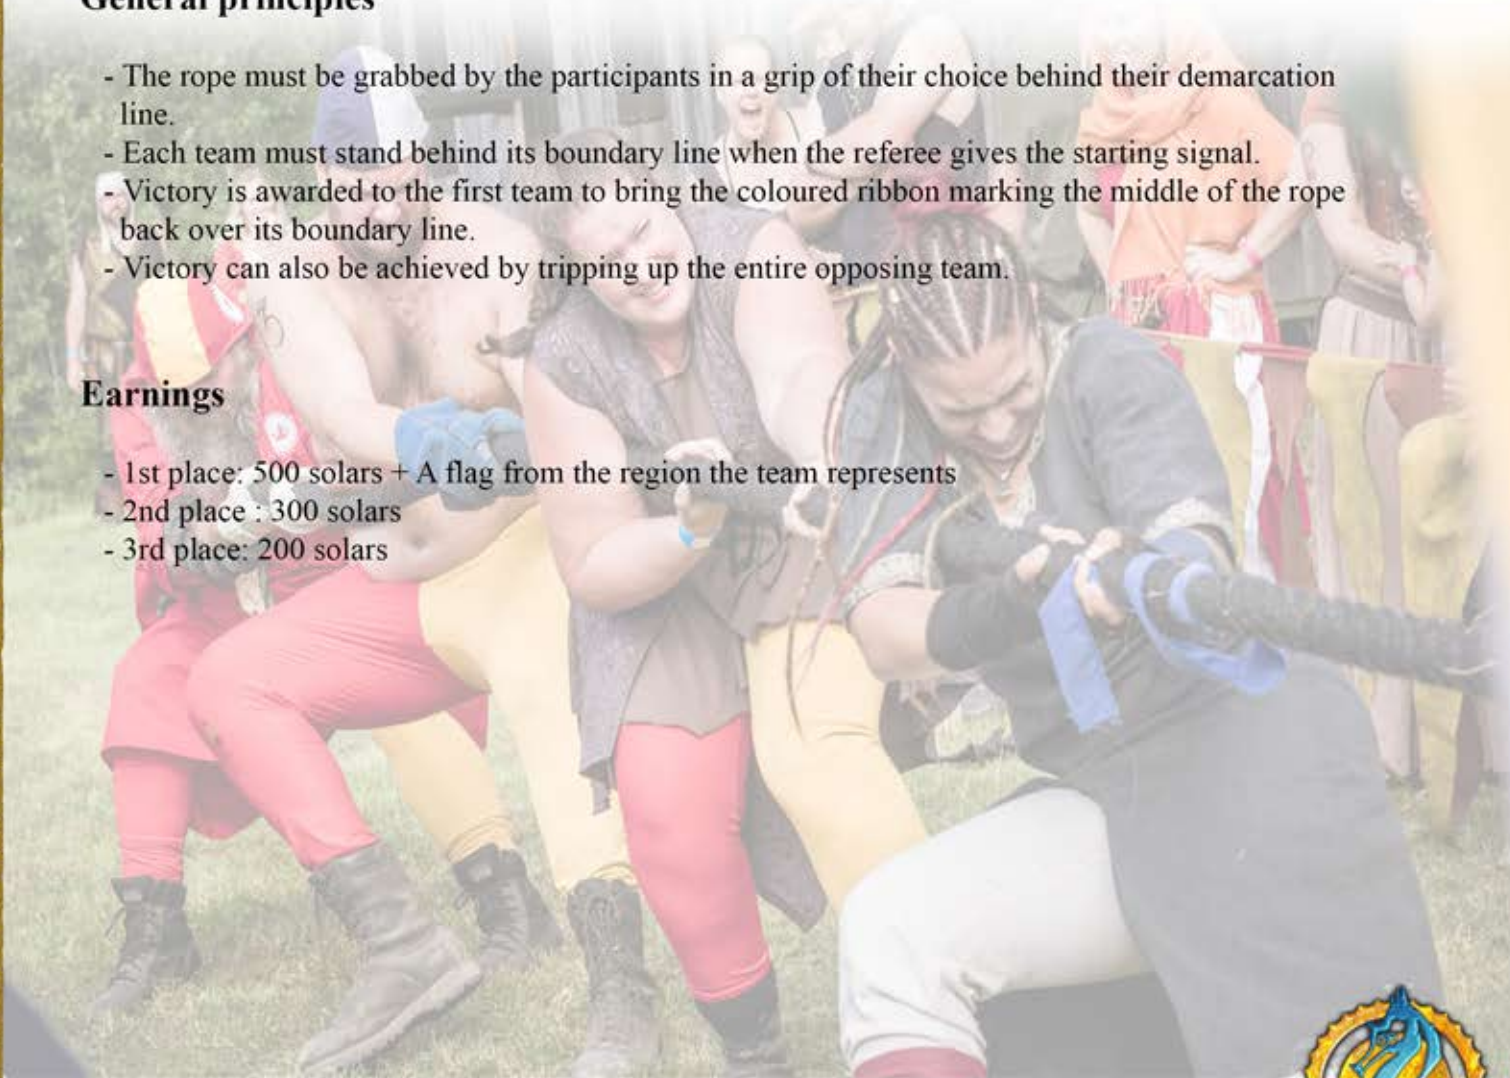 General principles
- The rope must be grabbed by the participants in a grip of their choice behind their demarcation
line.
- Each team must stand behind its boundary line when the referee gives the starting signal.
- Victory is awarded to the first team to bring the coloured ribbon marking the middle of the rope
back over its boundary line.
- Victory can also be achieved by tripping up the entire opposing team.
Earnings
- 1st place: 500 solars + A flag from the region the team represents
- 2nd place : 300 solars
- 3rd place: 200 solars